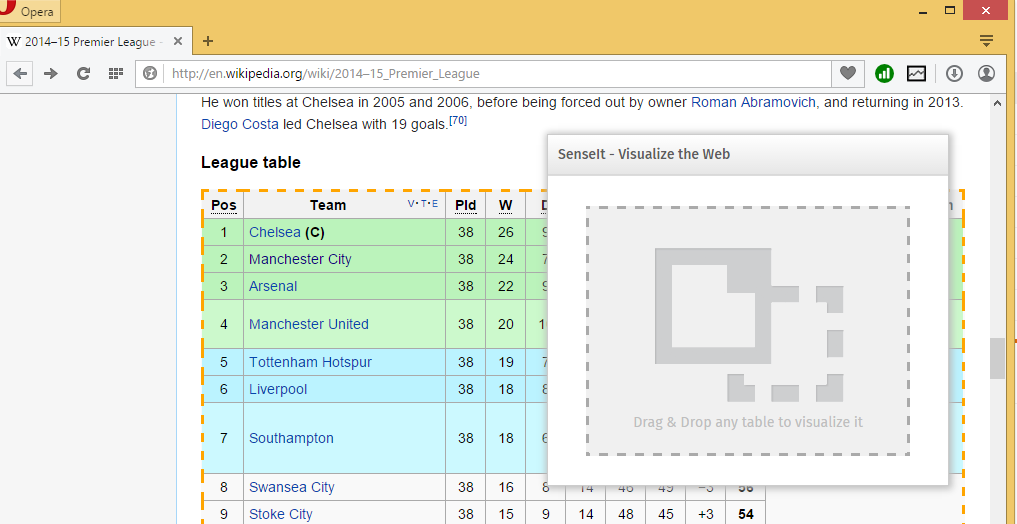 Opera
W 2014–15 Premier League -
http://en.wikipedia.org/wiki/2014–15_Premier_League
He won titles at Chelsea in 2005 and 2006, before being forced out by owner Roman Abramovich, and returning in 2013.
Diego Costa led Chelsea with 19 goals.[70]
SenseIt - Visualize the Web
League table
Pos Team V·T·E Pld W
1 Chelsea (C) 38 26 9
2 Manchester City 38 24 7
3 Arsenal 38 22 9
4 Manchester United 38 20
5 Tottenham Hotspur 38 19 7
6 Liverpool 38 18 8
Drag & Drop any table to visualize it
7 Southampton 38 18 6
8 Swansea City 38 16 8 14 46 49 −3 56
9 Stoke City 38 15 9 14 48 45 +3 54